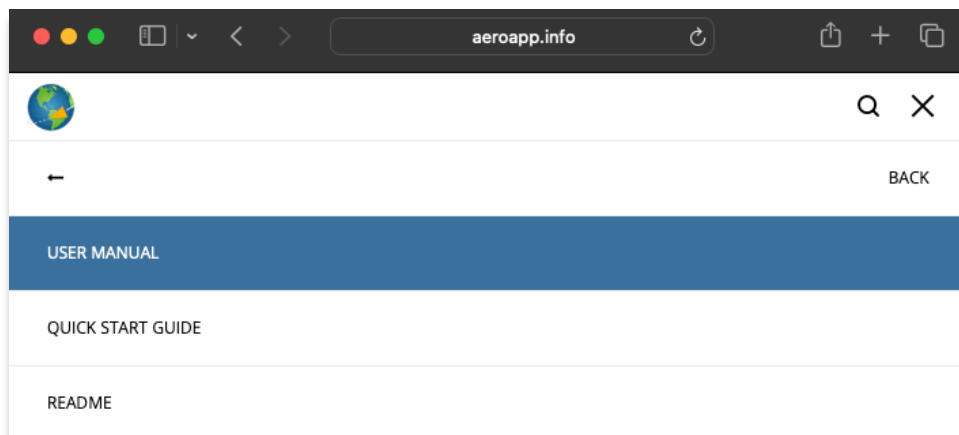 aeroapp.info
BACK
USER MANUAL
QUICK START GUIDE
README